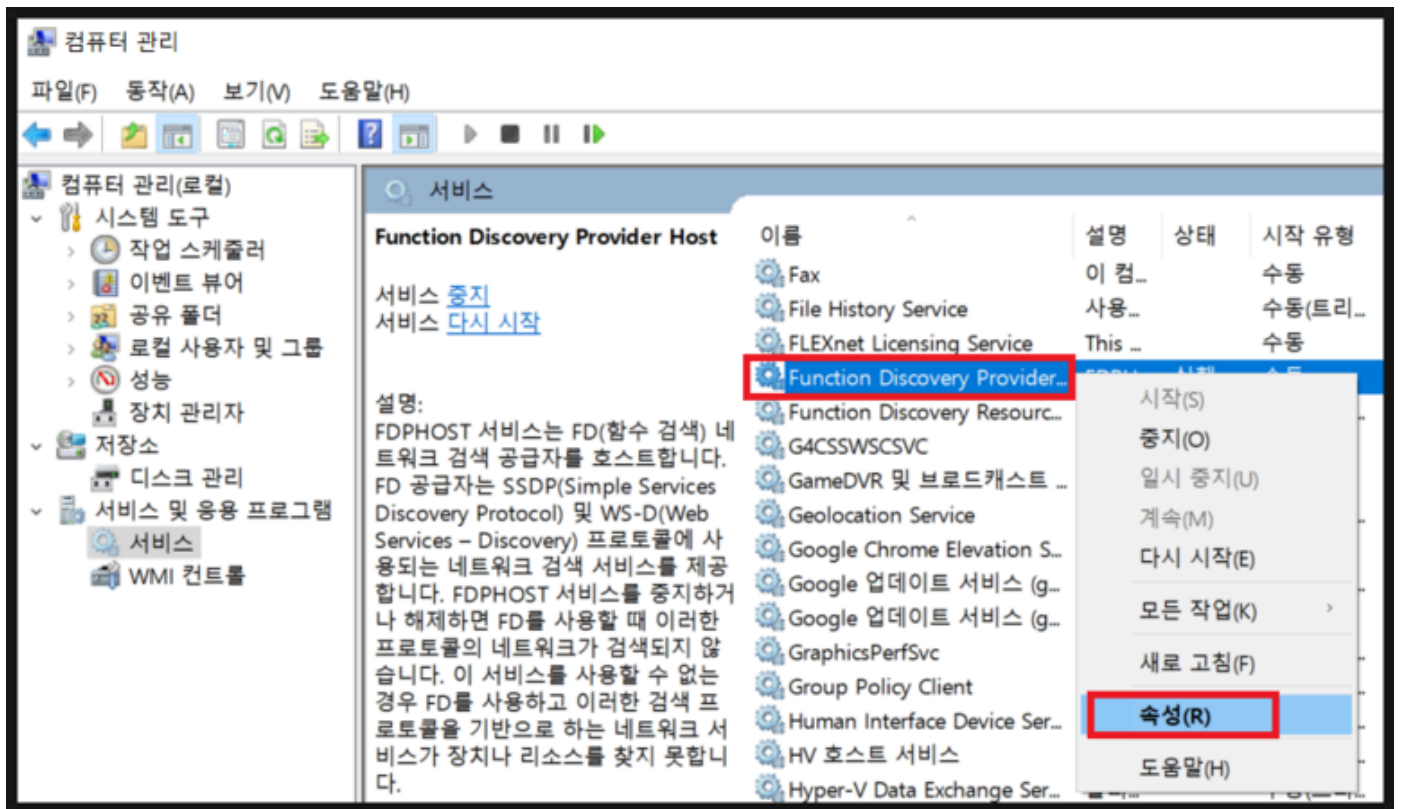 컴퓨터 관리
파일(F) 동작(A) 보기(V) 도움말(H)
컴퓨터 관리(로컬)
시스템 도구
작업 스케줄러
이벤트 뷰어
공유 폴더
로컬 사용자 및 그룹
성능
장치 관리자
저장소
디스크 관리
서비스 및 응용 프로그램
서비스
WMI 컨트롤
서비스
Function Discovery Provider Host
서비스 중지
서비스 다시 시작
설명:
FDPHOST 서비스는 FD(함수 검색) 네
트워크 검색 공급자를 호스트합니다.
FD 공급자는 SSDP(Simple Services
Discovery Protocol) 및 WS-D(Web
Services – Discovery) 프로토콜에 사
용되는 네트워크 검색 서비스를 제공
합니다. FDPHOST 서비스를 중지하거
나 해제하면 FD를 사용할 때 이러한
프로토콜의 네트워크가 검색되지 않
습니다. 이 서비스를 사용할 수 없는
경우 FD를 사용하고 이러한 검색 프
로토콜을 기반으로 하는 네트워크 서
비스가 장치나 리소스를 찾지 못합니
다.
이름 설명 상태 시작 유형
Fax 이 컴... 수동
File History Service 사용... 수동(트리...
FLEXnet Licensing Service This ... 수동
Function Discovery Provider...
Function Discovery Resourc...
G4CSSWSCSVC
GameDVR 및 브로드캐스트 ...
Geolocation Service
Google Chrome Elevation S...
Google 업데이트 서비스 (g...
Google 업데이트 서비스 (g...
GraphicsPerfSvc
Group Policy Client
Human Interface Device Ser...
HV 호스트 서비스
Hyper-V Data Exchange Ser...
시작(S)
중지(O)
일시 중지(U)
계속(M)
다시 시작(E)
모든 작업(K)
새로 고침(F)
속성(R)
도움말(H)